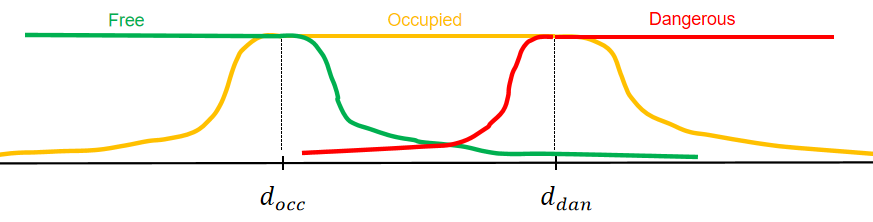 Free Occupied Dangerous
d_occ d_dan